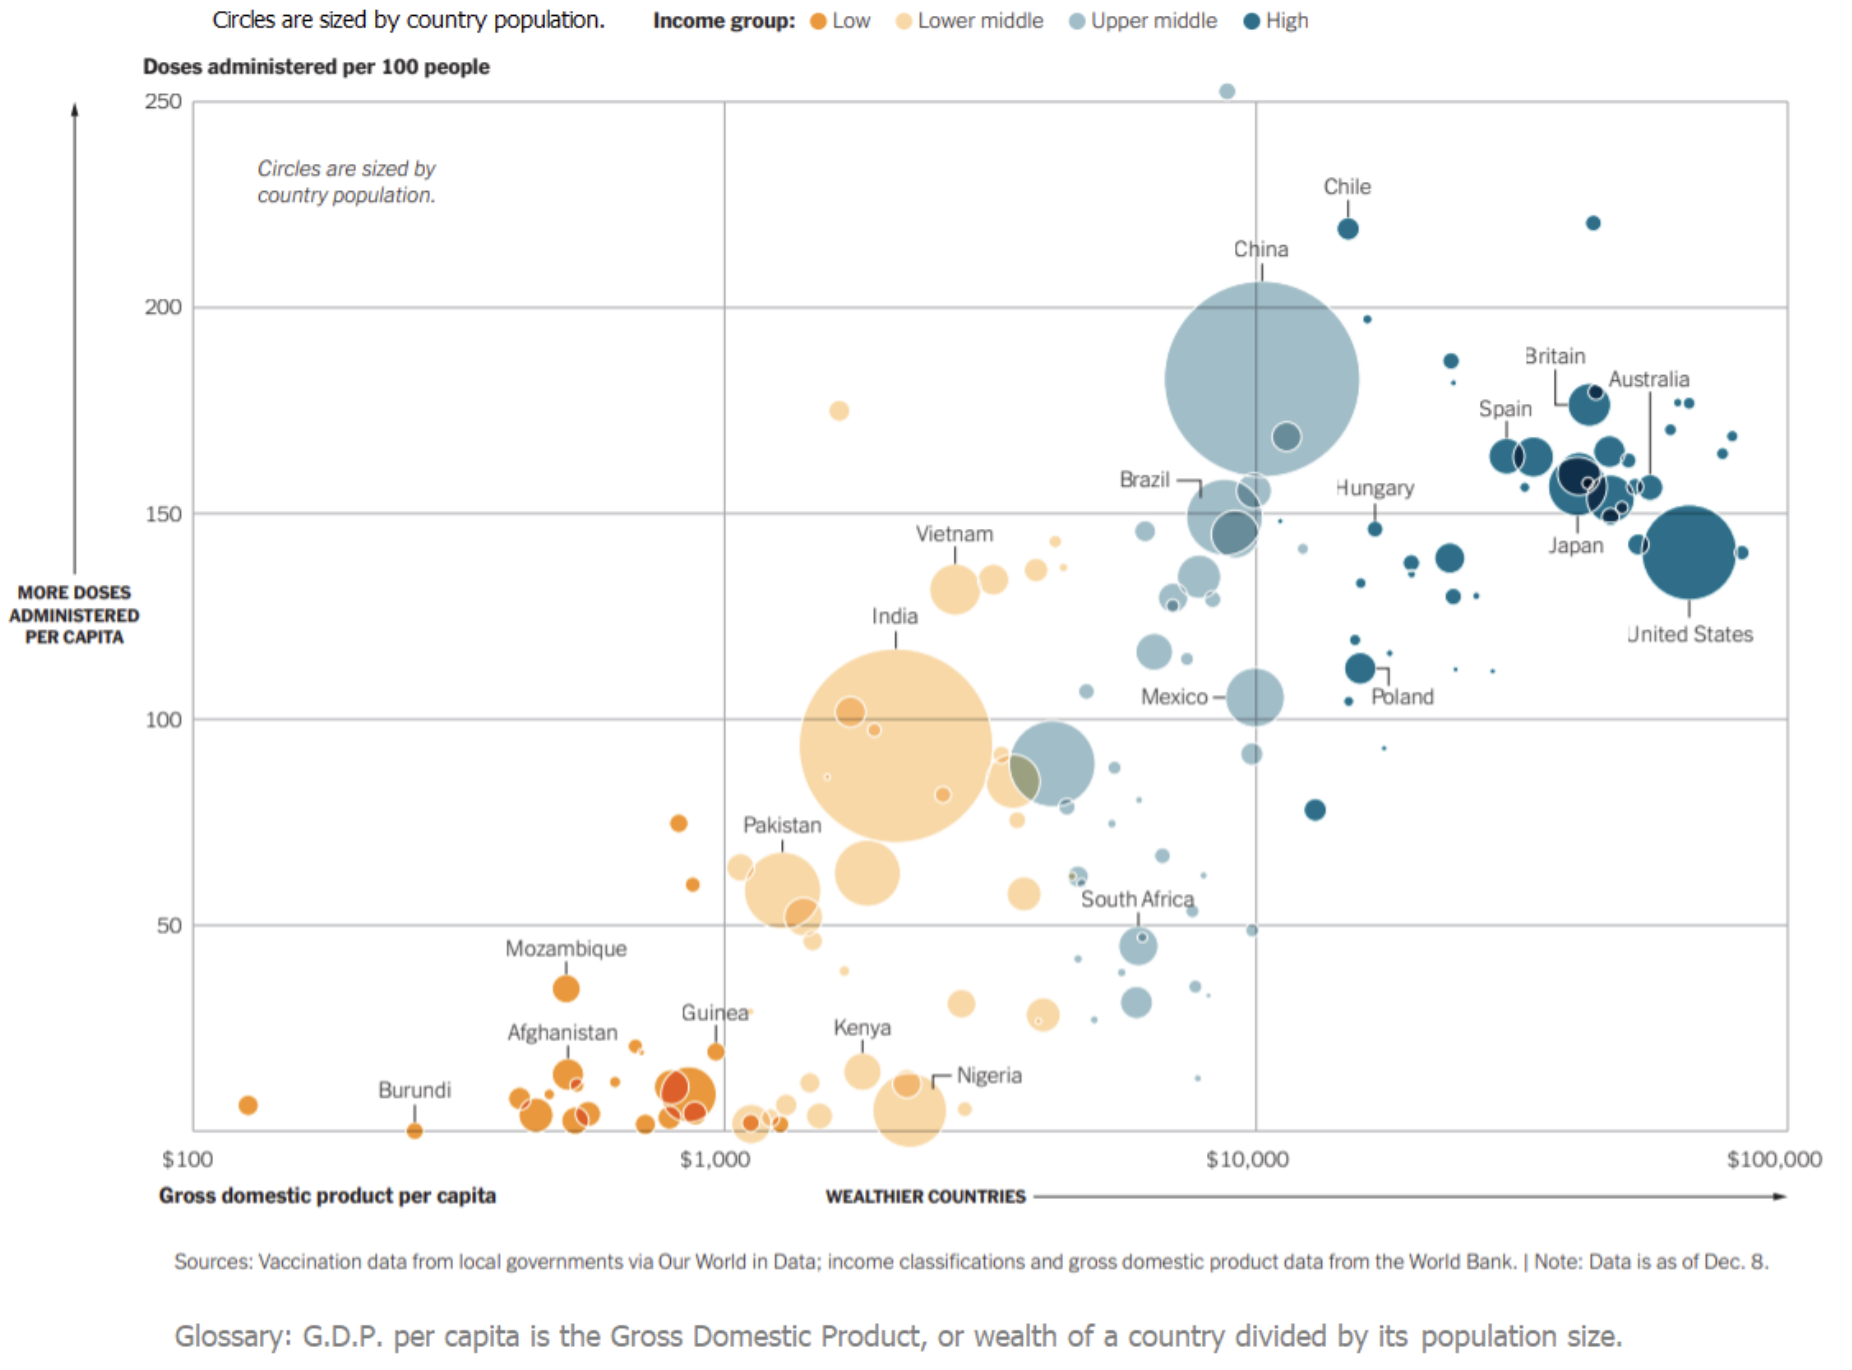 Circles are sized by country population.
Income group: Low Lower middle Upper middle High
Doses administered per 100 people
250
Circles are sized by
country population.
Chile
China
200
Britain
Australia
Spain
Brazil
Hungary
150
Vietnam
Japan
MORE DOSES
ADMINISTERED
PER CAPITA
India
United States
Mexico
Poland
100
Pakistan
South Africa
50
Mozambique
Guinea
Afghanistan
Kenya
Nigeria
Burundi
$100
$1,000
$10,000
$100,000
Gross domestic product per capita
WEALTHIER COUNTRIES
Sources: Vaccination data from local governments via Our World in Data; income classifications and gross domestic product data from the World Bank. | Note: Data is as of Dec. 8.
Glossary: G.D.P. per capita is the Gross Domestic Product, or wealth of a country divided by its population size.